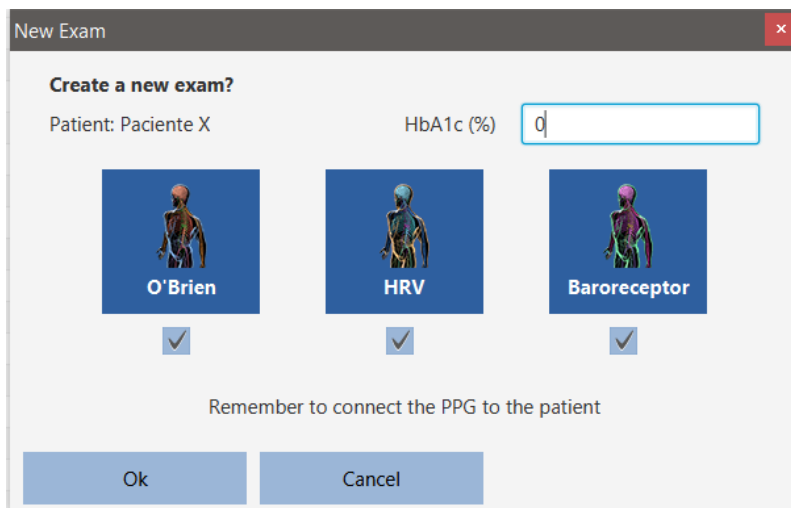 New Exam ×
Create a new exam?
Patient: Paciente X HbA1c (%) 0
O'Brien HRV Baroreceptor
Remember to connect the PPG to the patient
Ok Cancel